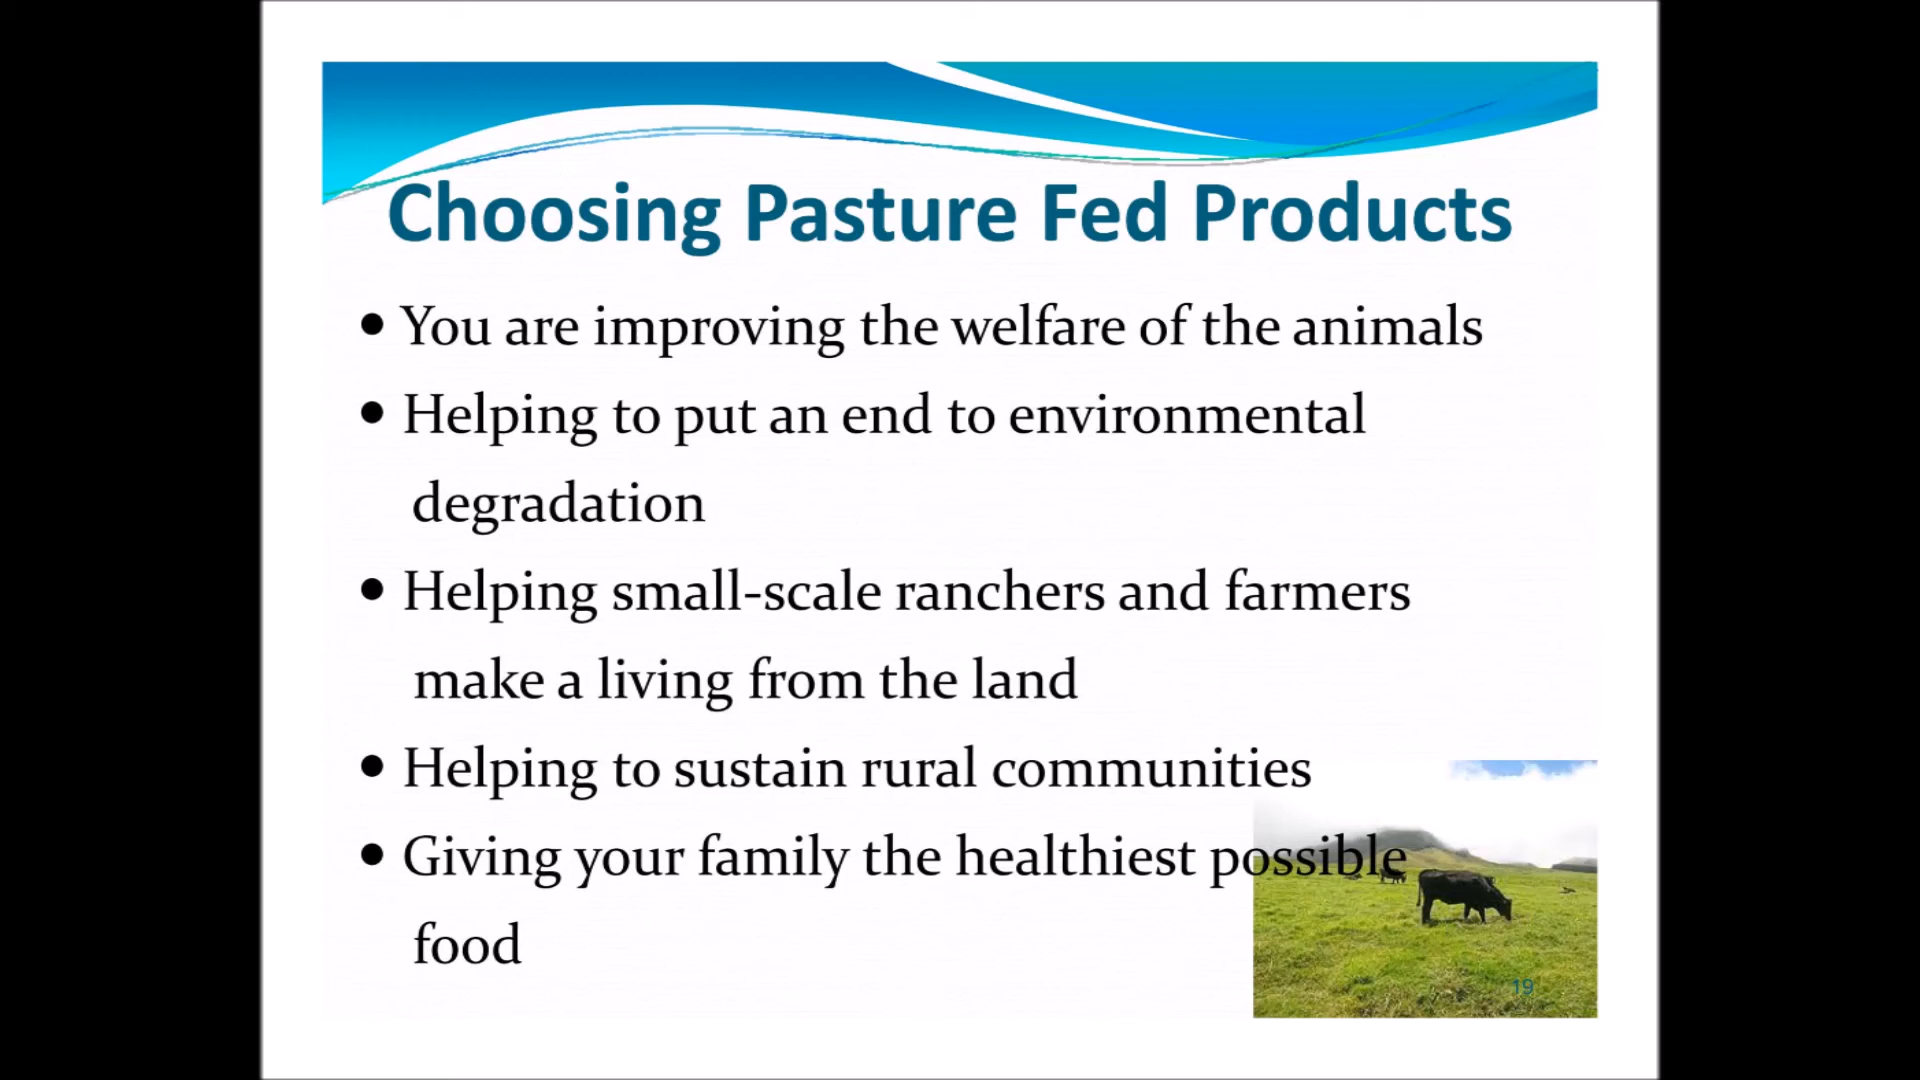 Choosing Pasture Fed Products
• You are improving the welfare of the animals
• Helping to put an end to environmental
degradation
• Helping small-scale ranchers and farmers
make a living from the land
• Helping to sustain rural communities
• Giving your family the healthiest possible
food
19